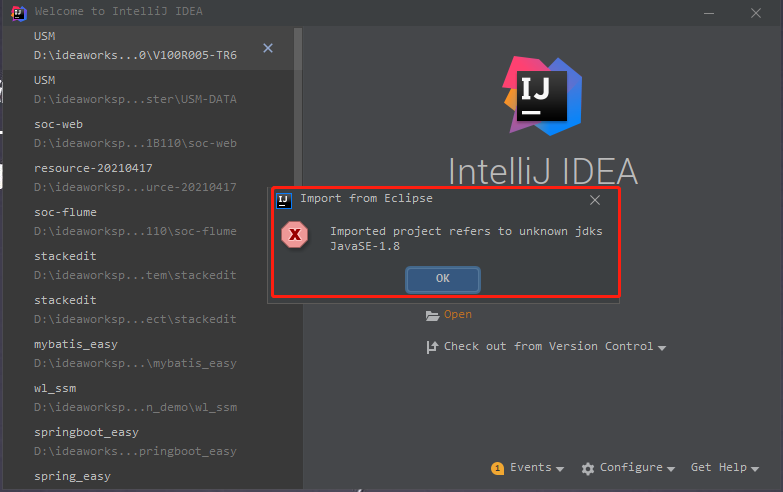 Welcome to IntelliJ IDEA
USM
D:\ideaworks...0\V100R005-TR6
USM
D:\ideaworksp...ster\USM-DATA
soc-web
D:\ideaworksp...1B110\soc-web
resource-20210417
D:\ideaworksp...urce-20210417
soc-flume
D:\ideaworksp...110\soc-flume
stackedit
D:\ideaworksp...tem\stackedit
stackedit
D:\ideaworksp...ect\stackedit
mybatis_easy
D:\ideaworksp...\mybatis_easy
wl_ssm
D:\ideaworksp...n_demo\wl_ssm
springboot_easy
D:\ideaworks...pringboot_easy
spring_easy
IJ
IntelliJ IDEA
IJ
Import from Eclipse
Imported project refers to unknown jdks
JavaSE-1.8
OK
Open
Check out from Version Control
1 Events
Configure
Get Help